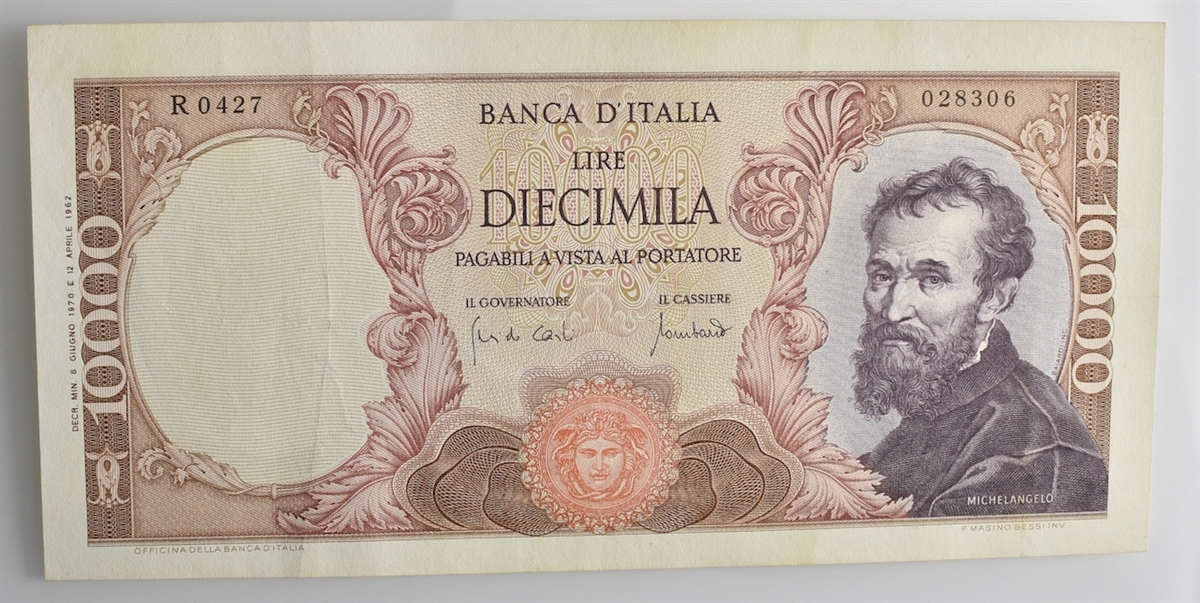 R 0427
028306
BANCA D'ITALIA
10000
LIRE
DIECIMILA
PAGABILI A VISTA AL PORTATORE
IL GOVERNATORE
IL CASSIERE
10000
10000
DECR. MIN. 8 GIUGNO 1970 E 12 APRILE 1962
MICHELANGELO
OFFICINA DELLA BANCA D'ITALIA
F. MASINO BESSI INV.